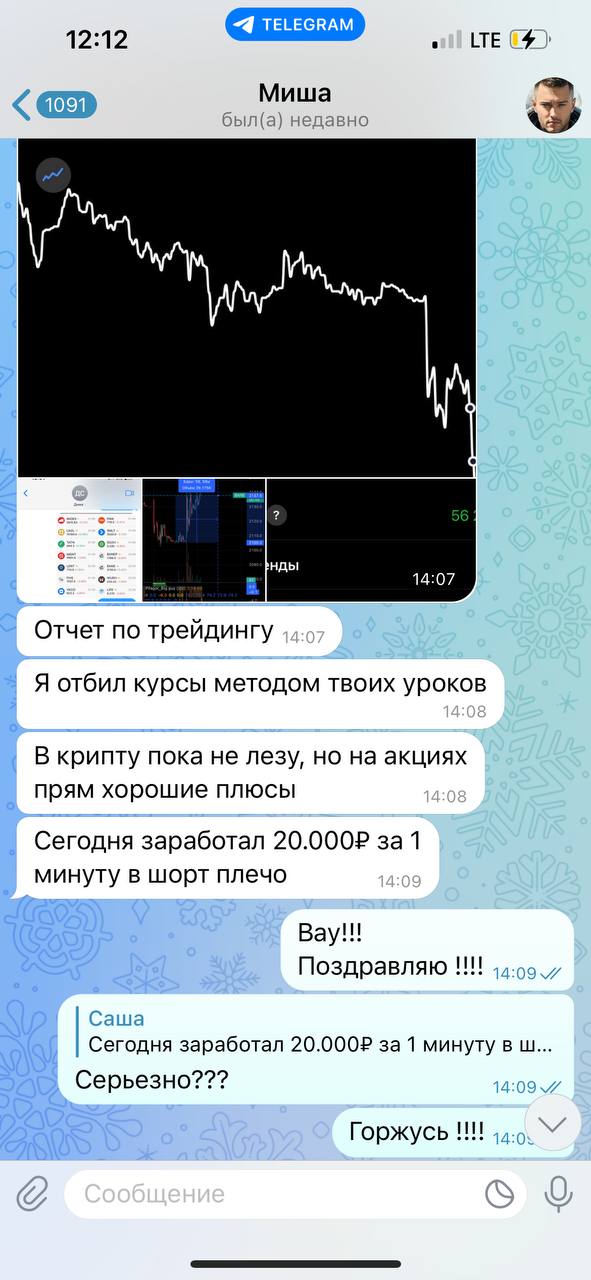 12:12
TELEGRAM
LTE
1091
Миша
был(а) недавно
ДС
?
56
нды
14:07
Отчет по трейдингу 14:07
Я отбил курсы методом твоих уроков
14:08
В крипту пока не лезу, но на акциях
прям хорошие плюсы 14:08
Сегодня заработал 20.000₽ за 1
минуту в шорт плечо 14:09
Вау!!!
Поздравляю !!!! 14:09
Саша
Сегодня заработал 20.000₽ за 1 минуту в ш...
Серьезно??? 14:09
Горжусь !!!! 14:09
Сообщение